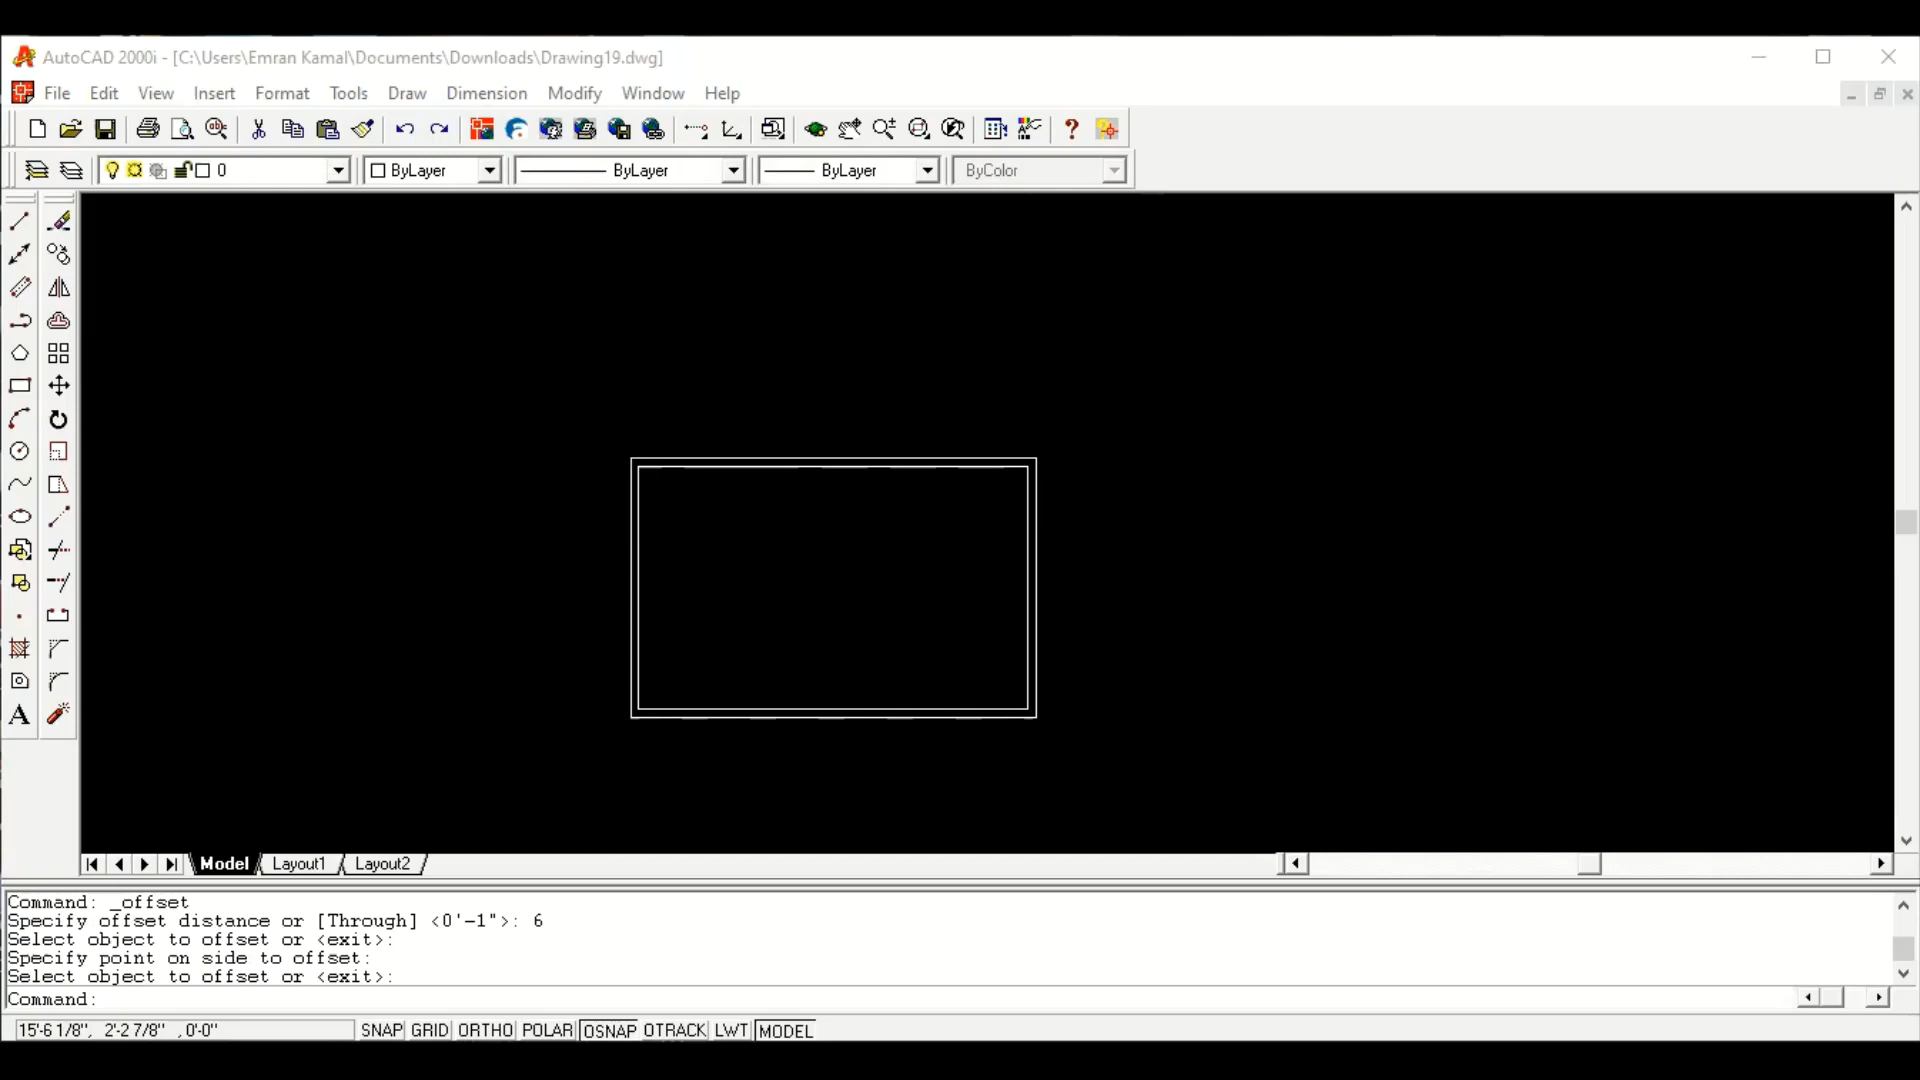 AutoCAD 2000i - [C:\Users\Emran Kamal\Documents\Downloads\Drawing19.dwg]
File Edit View Insert Format Tools Draw Dimension Modify Window Help
0 ByLayer ByLayer ByLayer ByColor
A
Model Layout1 Layout2
Command: _offset
Specify offset distance or [Through] <0'-1">: 6
Select object to offset or <exit>:
Specify point on side to offset:
Select object to offset or <exit>:
Command:
15'-6 1/8", 2'-2 7/8" , 0'-0" SNAP GRID ORTHO POLAR OSNAP OTRACK LWT MODEL